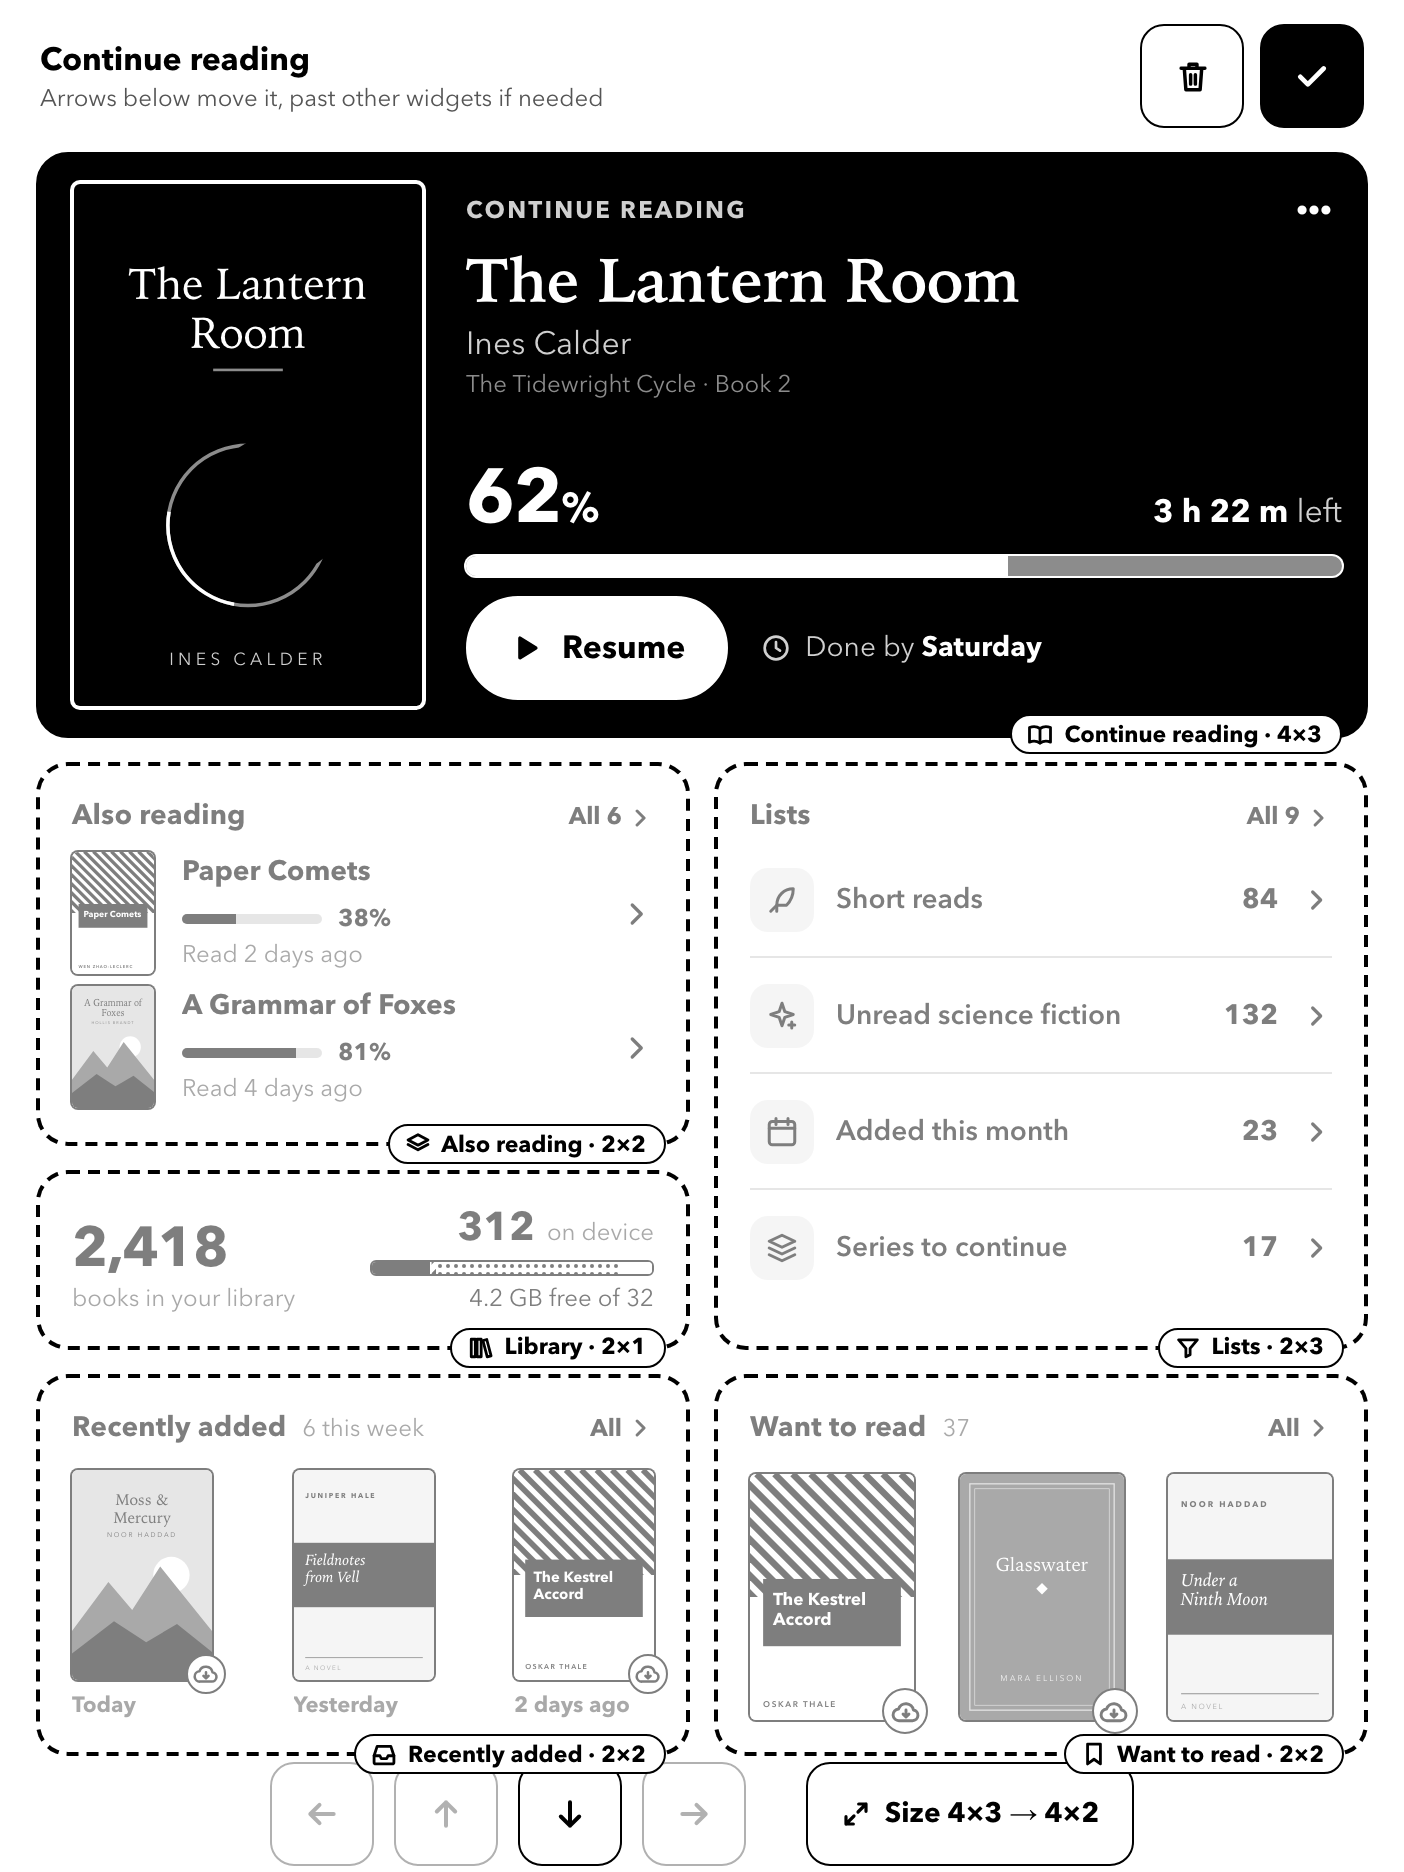 Continue reading
Arrows below move it, past other widgets if needed
The Lantern
Room
INES CALDER
CONTINUE READING
The Lantern Room
Ines Calder
The Tidewright Cycle · Book 2
62%
3 h 22 m left
Resume
Done by Saturday
Continue reading · 4×3
Also reading
All 6
Paper Comets
WEN ZHAO-LECLERC
Paper Comets
38%
Read 2 days ago
A Grammar of
Foxes
HOLLIS BRANDT
A Grammar of Foxes
81%
Read 4 days ago
Also reading · 2×2
Lists
All 9
Short reads 84
Unread science fiction 132
Added this month 23
Series to continue 17
Lists · 2×3
2,418
books in your library
312 on device
4.2 GB free of 32
Library · 2×1
Recently added 6 this week
All
Moss &
Mercury
NOOR HADDAD
Today
JUNIPER HALE
Fieldnotes
from Vell
A NOVEL
Yesterday
The Kestrel
Accord
OSKAR THALE
2 days ago
Recently added · 2×2
Want to read 37
All
The Kestrel
Accord
OSKAR THALE
Glasswater
MARA ELLISON
NOOR HADDAD
Under a
Ninth Moon
A NOVEL
Want to read · 2×2
Size 4×3 → 4×2